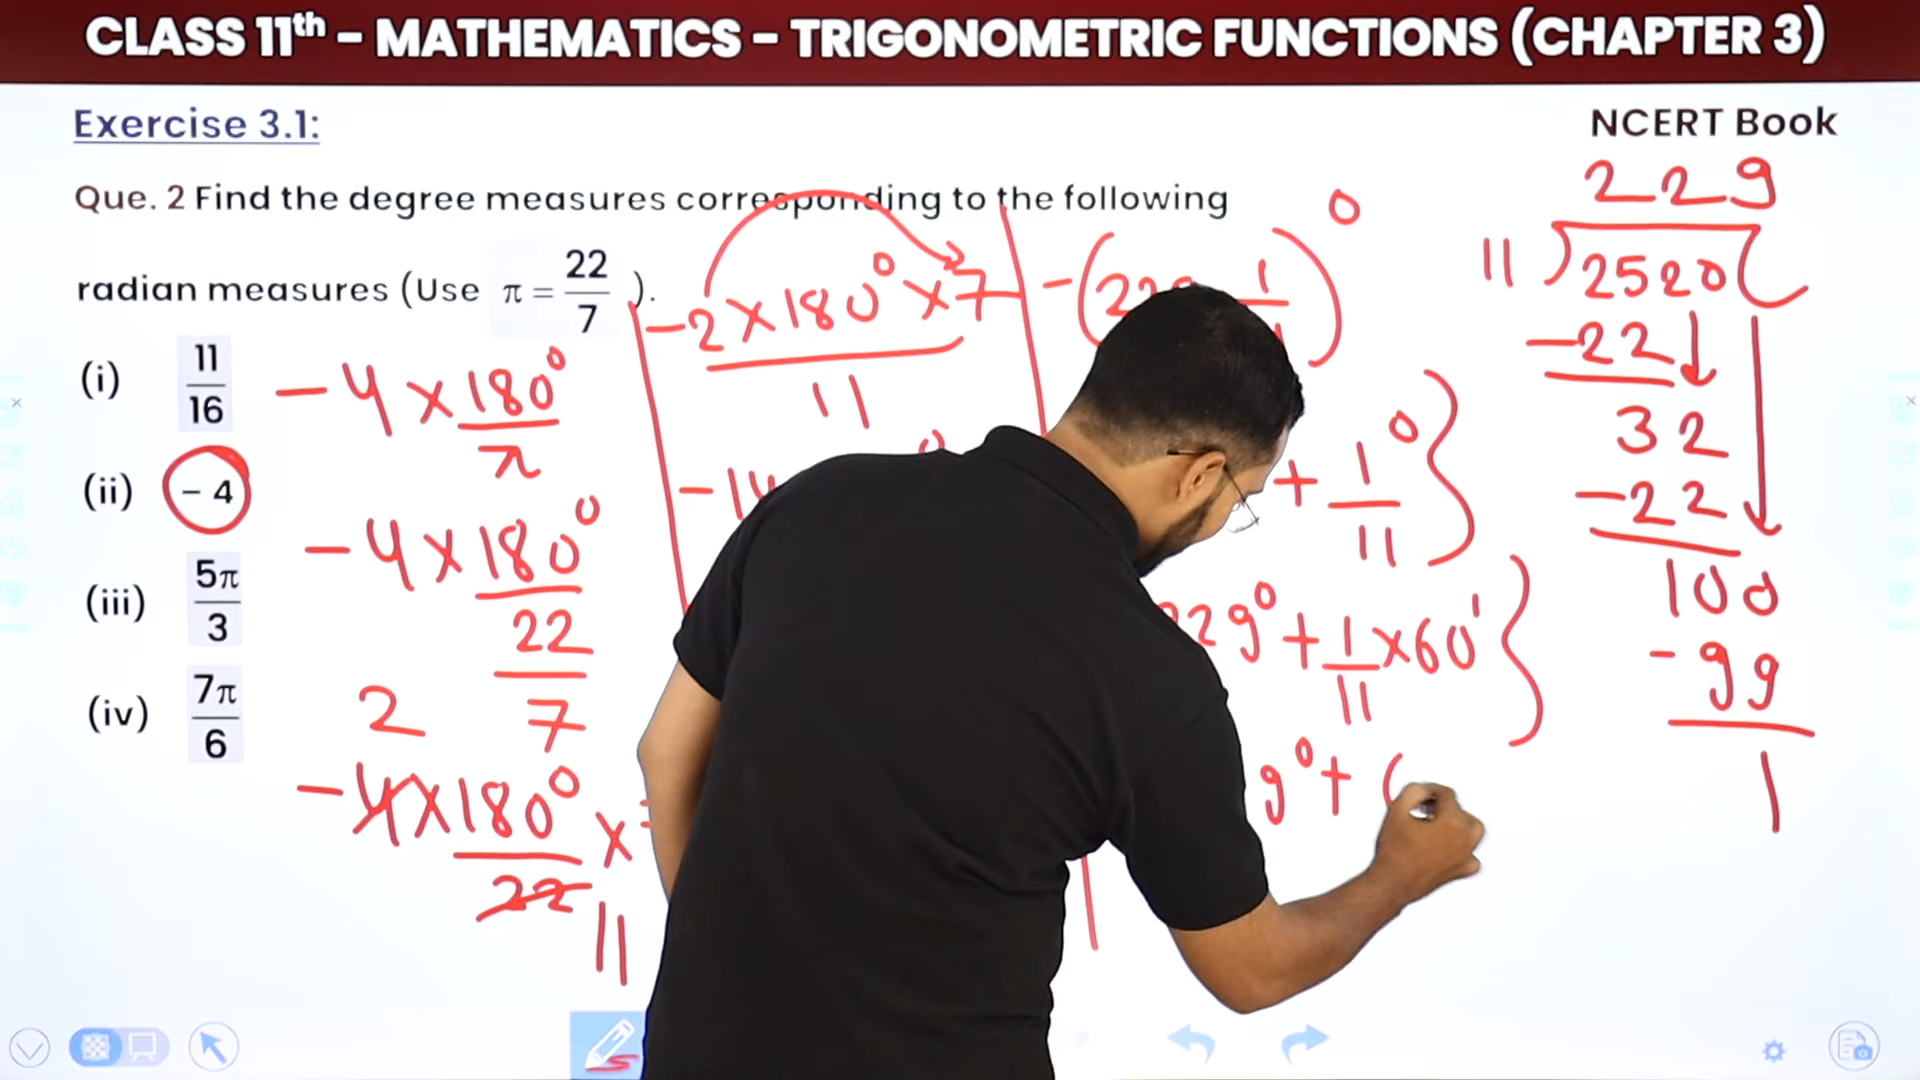 CLASS 11th - MATHEMATICS - TRIGONOMETRIC FUNCTIONS (CHAPTER 3)
Exercise 3.1:
NCERT Book
Que. 2 Find the degree measures corresponding to the following
radian measures (Use π = 22/7 ).
(i) 11/16
(ii) - 4
(iii) 5π/3
(iv) 7π/6
-4 × 180°/π
-4 × 180°/(22/7)
2
-4 × 180°/22 ×
11
-2 × 180° × 7
11
-1
-( 1/ )°
+ 1°/11 }
229° + 1/11 × 60' }
9° + (
229
11 ) 2520 (
-22
32
-22
100
-99
1